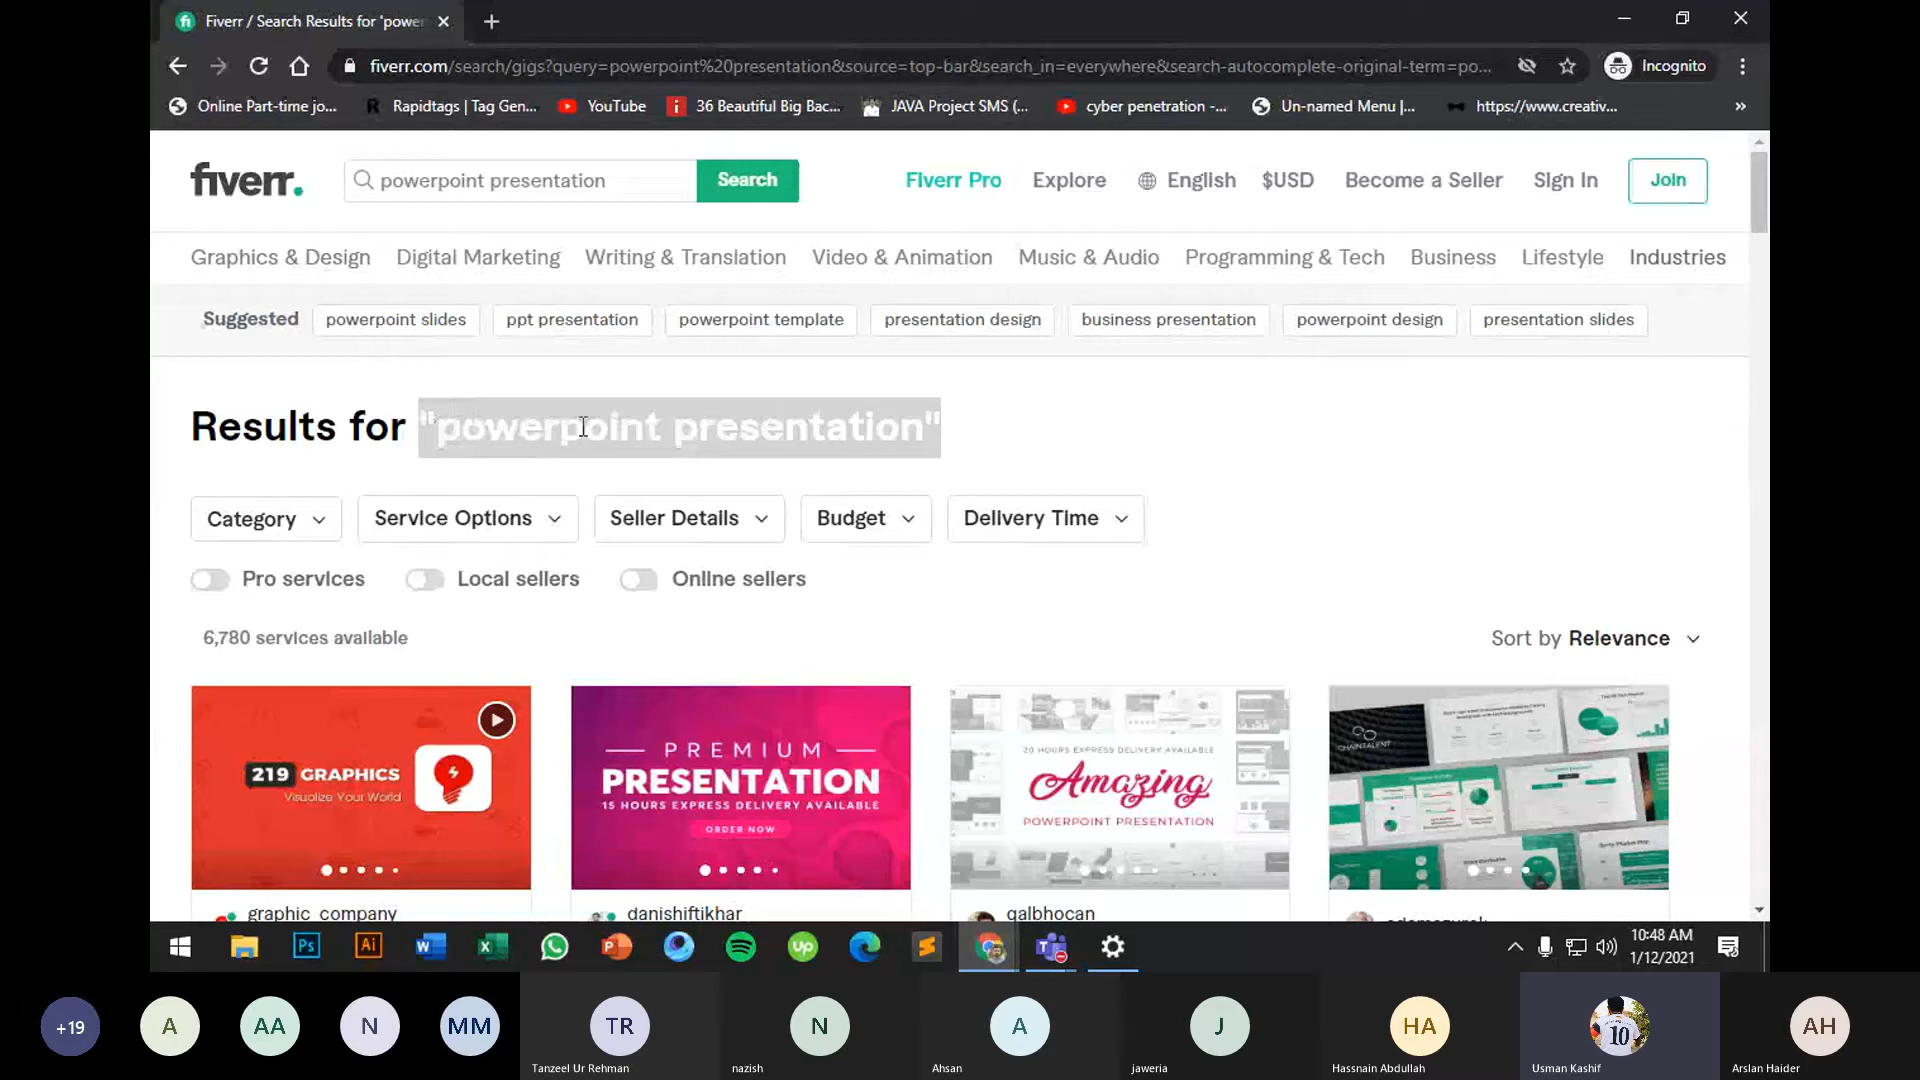 Fiverr / Search Results for 'power
fiverr.com/search/gigs?query=powerpoint%20presentation&source=top-bar&search_in=everywhere&search-autocomplete-original-term=po...
Incognito
Online Part-time jo...
Rapidtags | Tag Gen...
YouTube
36 Beautiful Big Bac...
JAVA Project SMS (...
cyber penetration -...
Un-named Menu |...
https://www.creativ...
»
fiverr.
powerpoint presentation
Search
Fiverr Pro
Explore
English
$USD
Become a Seller
Sign In
Join
Graphics & Design
Digital Marketing
Writing & Translation
Video & Animation
Music & Audio
Programming & Tech
Business
Lifestyle
Industries
Suggested
powerpoint slides
ppt presentation
powerpoint template
presentation design
business presentation
powerpoint design
presentation slides
Results for "powerpoint presentation"
Category
Service Options
Seller Details
Budget
Delivery Time
Pro services
Local sellers
Online sellers
6,780 services available
Sort by Relevance
219 GRAPHICS
Visualize Your World
PREMIUM
PRESENTATION
15 HOURS EXPRESS DELIVERY AVAILABLE
ORDER NOW
20 HOURS EXPRESS DELIVERY AVAILABLE
Amazing
POWERPOINT PRESENTATION
CHAINTALENT
graphic_company
danishiftikhar
qalbhocan
Ps
Ai
10:48 AM
1/12/2021
+19
A
AA
N
MM
TR
N
A
J
HA
10
AH
Tanzeel Ur Rehman
nazish
Ahsan
jaweria
Hassnain Abdullah
Usman Kashif
Arslan Haider